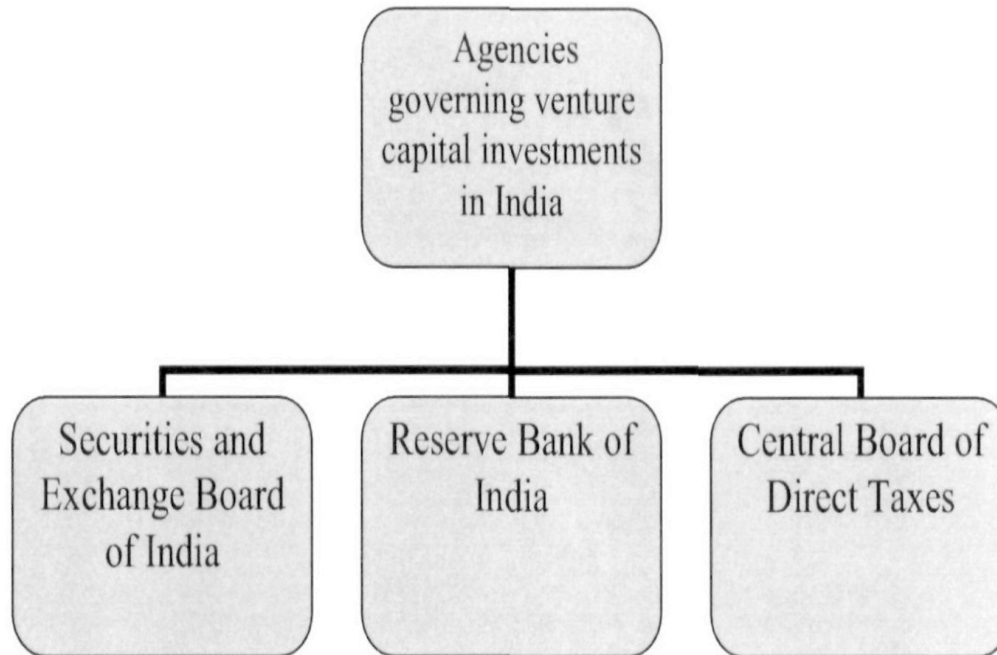 Agencies
governing venture
capital investments
in India
Securities and
Exchange Board
of India
Reserve Bank of
India
Central Board of
Direct Taxes